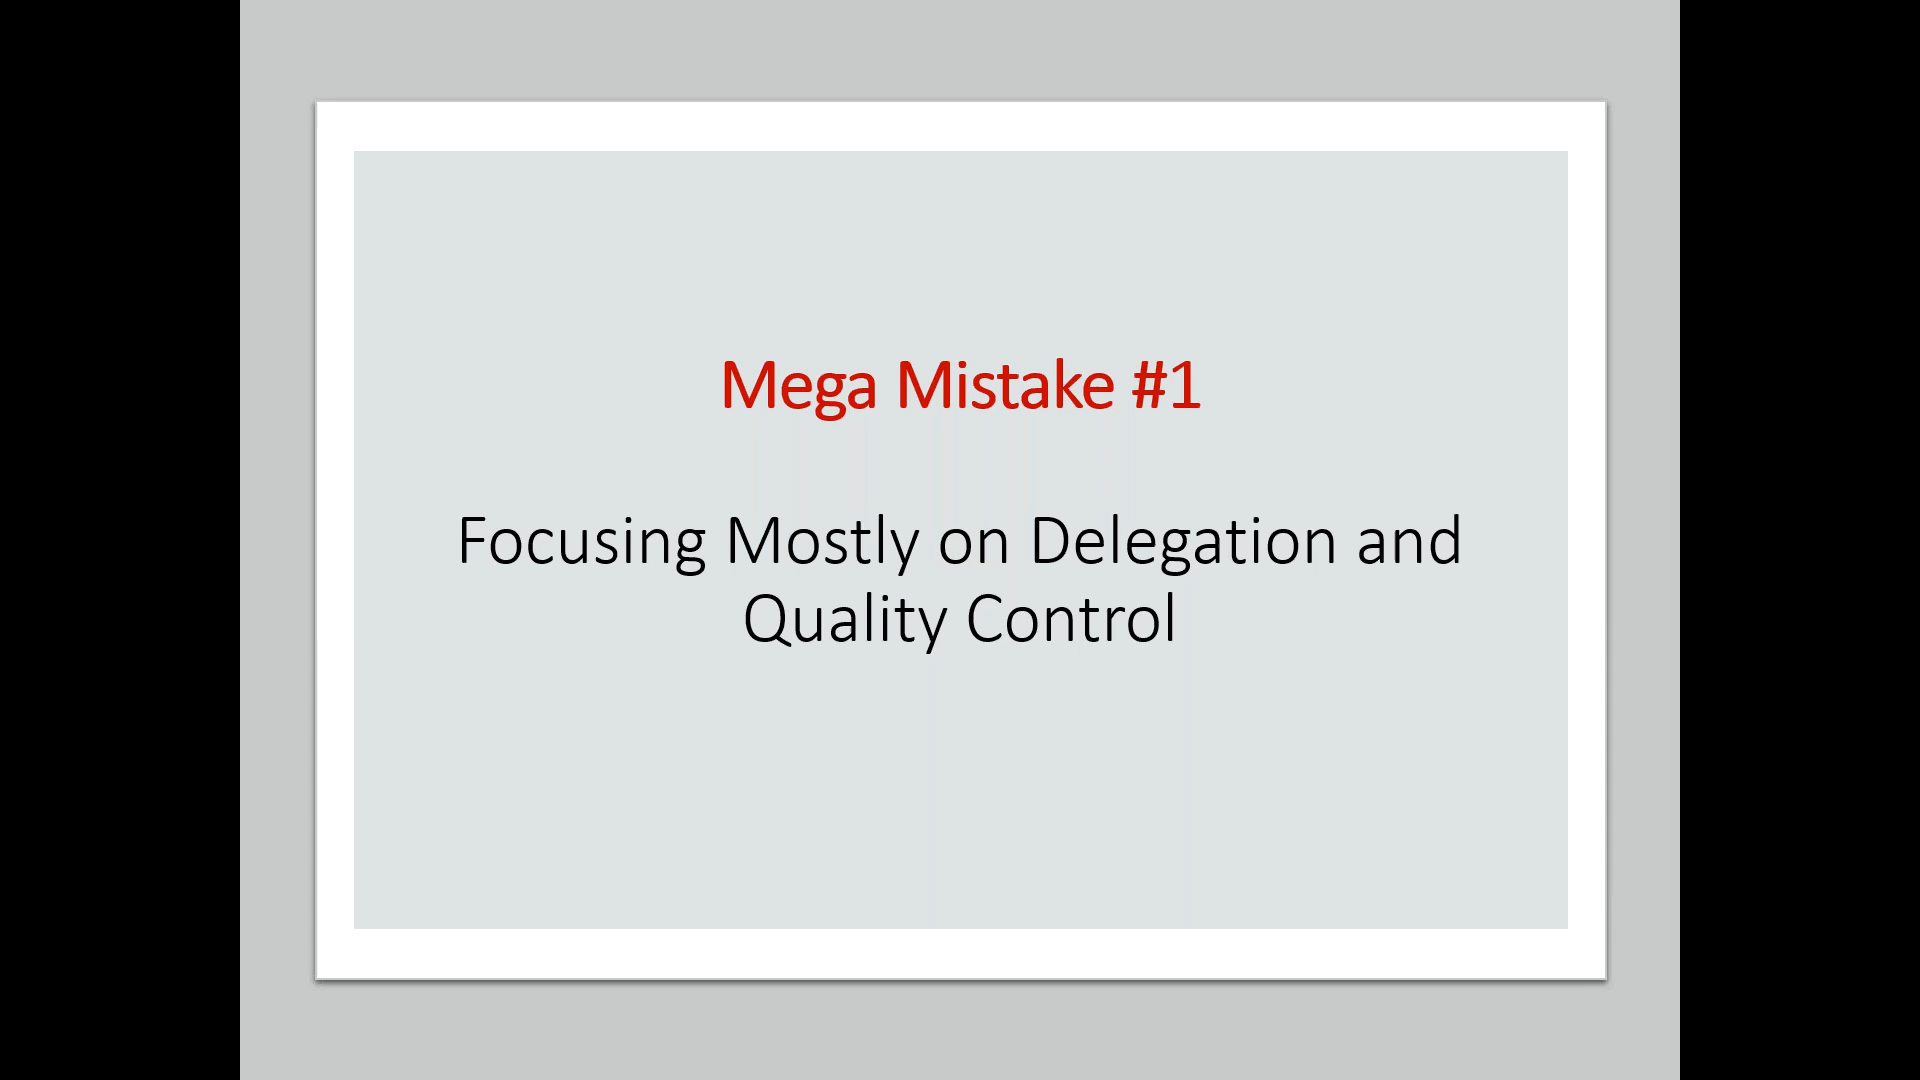 Mega Mistake #1
Focusing Mostly on Delegation and
Quality Control